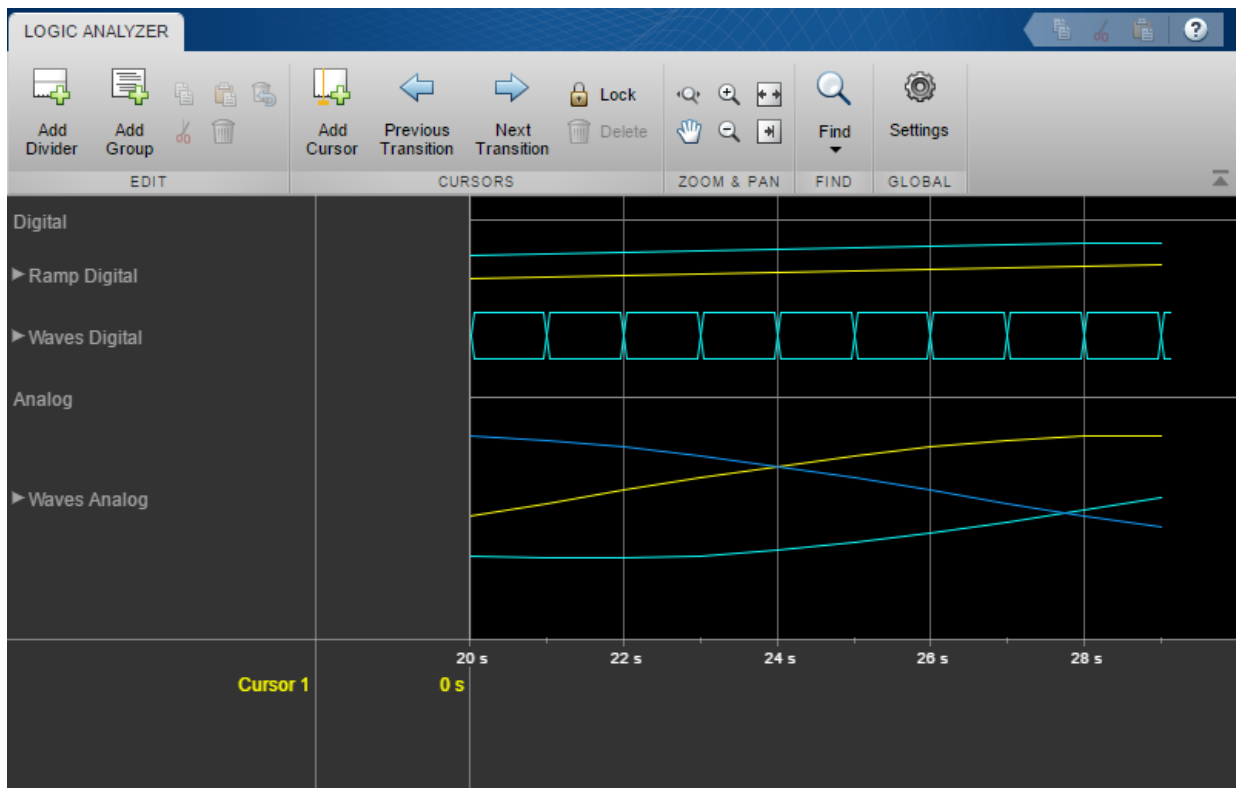 LOGIC ANALYZER
?
Add Divider
Add Group
Add Cursor
Previous Transition
Next Transition
Lock
Delete
Find
Settings
EDIT
CURSORS
ZOOM & PAN
FIND
GLOBAL
Digital
Ramp Digital
Waves Digital
Analog
Waves Analog
20 s 22 s 24 s 26 s 28 s
Cursor 1 0 s